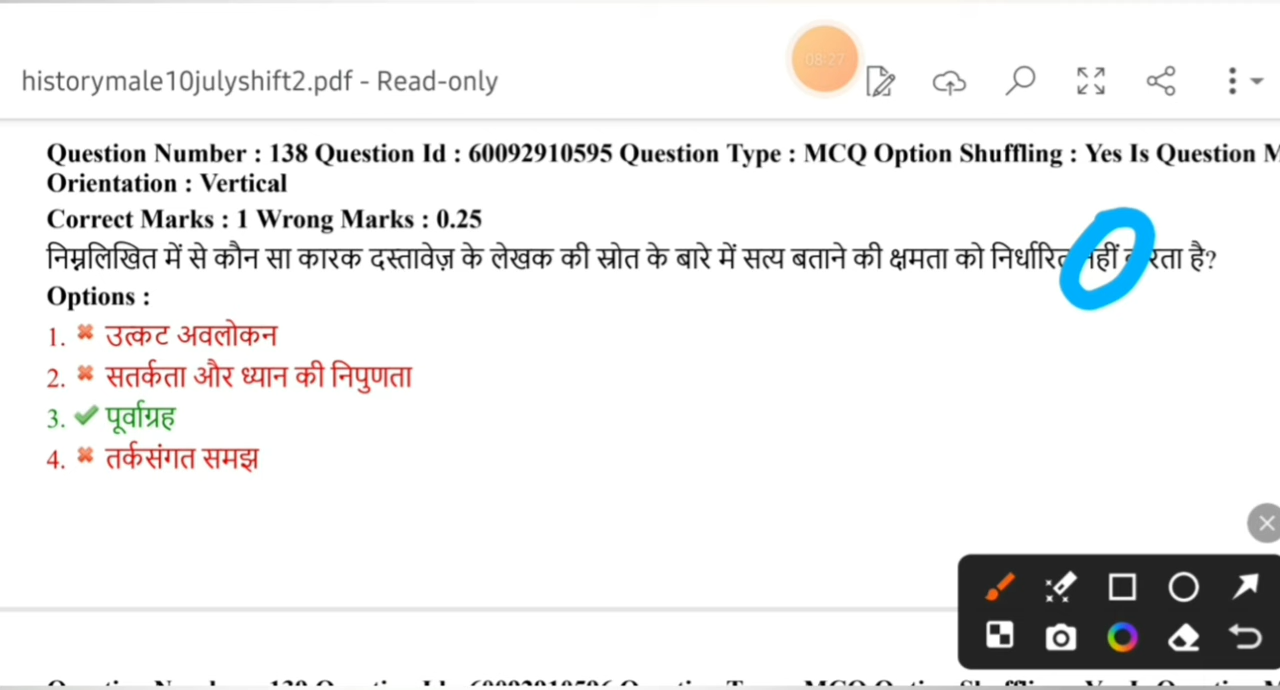 08:27
historymale10julyshift2.pdf - Read-only
Question Number : 138 Question Id : 60092910595 Question Type : MCQ Option Shuffling : Yes Is Question
Orientation : Vertical
Correct Marks : 1 Wrong Marks : 0.25
निम्नलिखित में से कौन सा कारक दस्तावेज़ के लेखक की स्रोत के बारे में सत्य बताने की क्षमता को निर्धारित नहीं करता है?
Options :
1. उत्कट अवलोकन
2. सतर्कता और ध्यान की निपुणता
3. पूर्वाग्रह
4. तर्कसंगत समझ